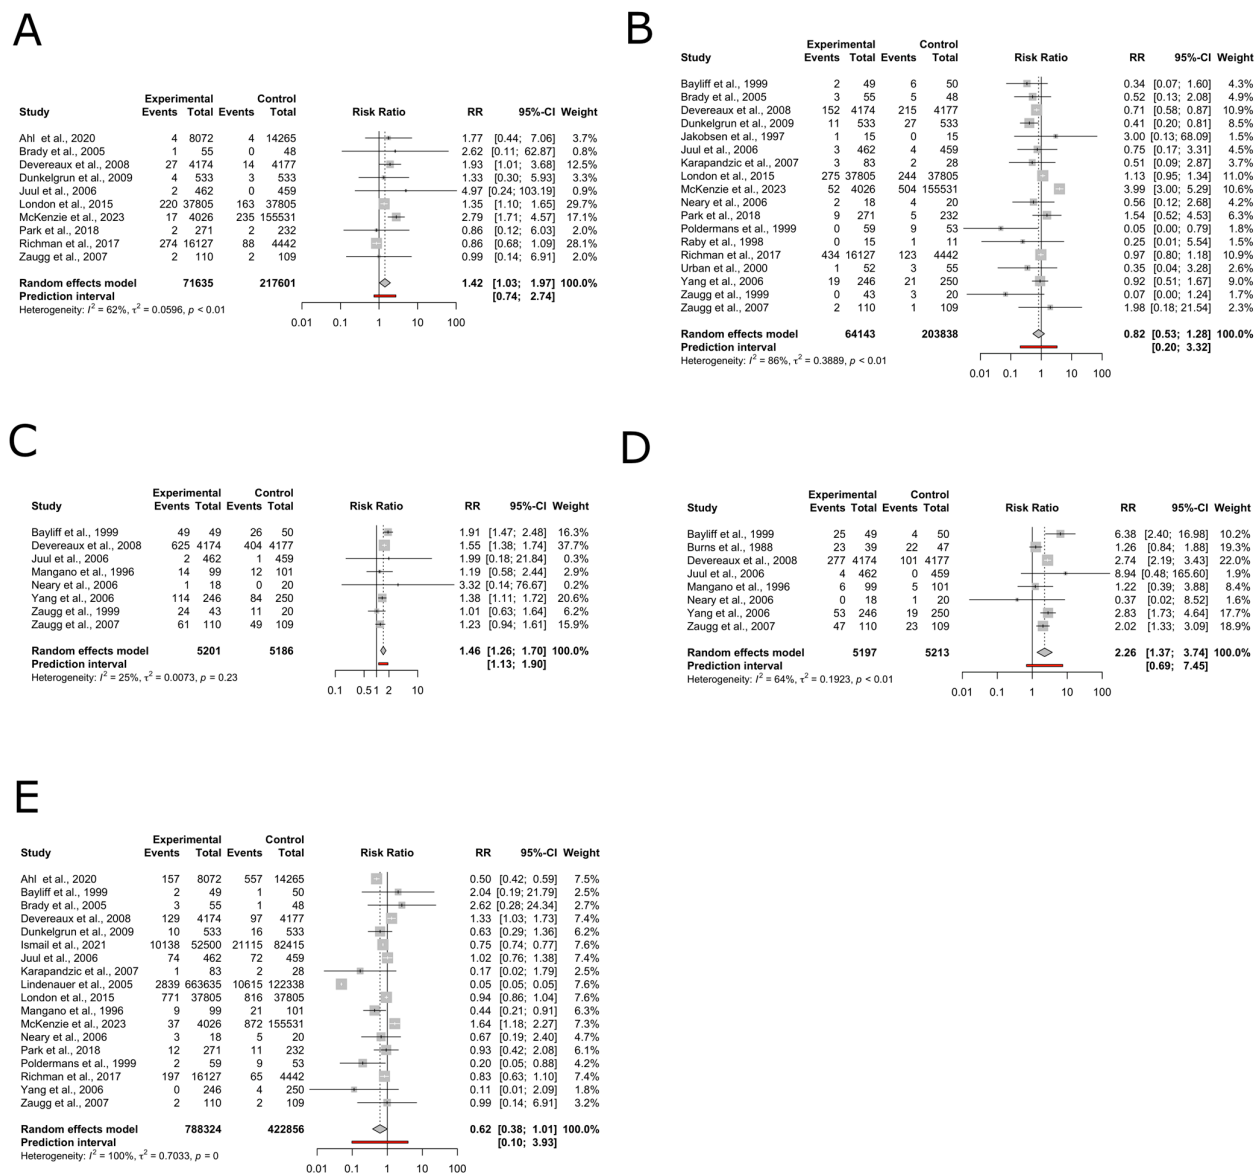 A
Experimental Control
Study Events Total Events Total Risk Ratio RR 95%-CI Weight
Ahl et al., 2020 4 8072 4 14265 1.77 [0.44; 7.06] 3.7%
Brady et al., 2005 1 55 0 48 2.62 [0.11; 62.87] 0.8%
Devereaux et al., 2008 27 4174 14 4177 1.93 [1.01; 3.68] 12.5%
Dunkelgrun et al., 2009 4 533 3 533 1.33 [0.30; 5.93] 3.3%
Juul et al., 2006 2 462 0 459 4.97 [0.24; 103.19] 0.9%
London et al., 2015 220 37805 163 37805 1.35 [1.10; 1.65] 29.7%
McKenzie et al., 2023 17 4026 235 155531 2.79 [1.71; 4.57] 17.1%
Park et al., 2018 2 271 2 232 0.86 [0.12; 6.03] 2.0%
Richman et al., 2017 274 16127 88 4442 0.86 [0.68; 1.09] 28.1%
Zaugg et al., 2007 2 110 2 109 0.99 [0.14; 6.91] 2.0%
Random effects model 71635 217601 1.42 [1.03; 1.97] 100.0%
Prediction interval [0.74; 2.74]
Heterogeneity: I² = 62%, τ² = 0.0596, p < 0.01
0.01 0.1 1 10 100
B
Experimental Control
Study Events Total Events Total Risk Ratio RR 95%-CI Weight
Bayliff et al., 1999 2 49 6 50 0.34 [0.07; 1.60] 4.3%
Brady et al., 2005 3 55 5 48 0.52 [0.13; 2.08] 5.0%
Devereaux et al., 2008 152 4174 215 4177 0.71 [0.58; 0.87] 10.9%
Dunkelgrun et al., 2009 11 533 27 533 0.41 [0.20; 0.81] 8.6%
Jakobsen et al., 1997 1 15 0 15 3.00 [0.13; 68.09] 1.5%
Juul et al., 2006 3 462 4 459 0.75 [0.17; 3.31] 4.6%
Karapandzic et al., 2007 3 83 2 28 0.51 [0.09; 2.87] 3.7%
London et al., 2015 275 37805 244 37805 1.13 [0.95; 1.34] 11.0%
McKenzie et al., 2023 52 4026 504 155531 3.99 [3.00; 5.29] 10.7%
Neary et al., 2006 2 18 4 20 0.56 [0.12; 2.68] 4.2%
Park et al., 2018 9 271 5 232 1.54 [0.52; 4.53] 6.4%
Poldermans et al., 1999 0 59 9 53 0.05 [0.00; 0.79] 1.8%
Raby et al., 1998 0 15 1 11 0.25 [0.01; 5.54] 1.5%
Richman et al., 2017 434 16127 123 4442 0.97 [0.80; 1.18] 10.9%
Urban et al., 2000 1 52 3 55 0.35 [0.04; 3.28] 2.6%
Yang et al., 2006 19 246 21 250 0.92 [0.51; 1.67] 9.1%
Zaugg et al., 1999 0 43 3 20 0.07 [0.00; 1.24] 1.7%
Zaugg et al., 2007 2 110 1 109 1.98 [0.18; 21.54] 2.3%
Random effects model 64143 203838 0.82 [0.53; 1.28] 100.0%
Prediction interval [0.20; 3.32]
Heterogeneity: I² = 86%, τ² = 0.3889, p < 0.01
0.01 0.1 1 10 100
C
Experimental Control
Study Events Total Events Total Risk Ratio RR 95%-CI Weight
Bayliff et al., 1999 49 49 26 50 1.91 [1.47; 2.48] 16.3%
Devereaux et al., 2008 625 4174 404 4177 1.55 [1.38; 1.74] 37.7%
Juul et al., 2006 2 462 1 459 1.99 [0.18; 21.84] 0.3%
Mangano et al., 1996 14 99 12 101 1.19 [0.58; 2.44] 2.9%
Neary et al., 2006 1 18 0 20 3.32 [0.14; 76.67] 0.2%
Yang et al., 2006 114 246 84 250 1.38 [1.11; 1.72] 20.6%
Zaugg et al., 1999 24 43 11 20 1.01 [0.63; 1.64] 6.2%
Zaugg et al., 2007 61 110 49 109 1.23 [0.94; 1.61] 15.9%
Random effects model 5201 5186 1.46 [1.26; 1.70] 100.0%
Prediction interval [1.13; 1.90]
Heterogeneity: I² = 25%, τ² = 0.0073, p = 0.23
0.1 0.5 1 2 10
D
Experimental Control
Study Events Total Events Total Risk Ratio RR 95%-CI Weight
Bayliff et al., 1999 25 49 4 50 6.38 [2.40; 16.98] 10.2%
Burns et al., 1988 23 39 22 47 1.26 [0.84; 1.88] 19.3%
Devereaux et al., 2008 277 4174 101 4177 2.74 [2.19; 3.43] 22.0%
Juul et al., 2006 4 462 0 459 8.94 [0.48; 165.60] 1.9%
Mangano et al., 1996 6 99 5 101 1.22 [0.39; 3.88] 8.4%
Neary et al., 2006 0 18 1 20 0.37 [0.02; 8.52] 1.6%
Yang et al., 2006 53 246 19 250 2.83 [1.73; 4.64] 17.7%
Zaugg et al., 2007 47 110 23 109 2.02 [1.33; 3.09] 18.9%
Random effects model 5197 5213 2.26 [1.37; 3.74] 100.0%
Prediction interval [0.69; 7.45]
Heterogeneity: I² = 64%, τ² = 0.1923, p < 0.01
0.01 0.1 1 10 100
E
Experimental Control
Study Events Total Events Total Risk Ratio RR 95%-CI Weight
Ahl et al., 2020 157 8072 557 14265 0.50 [0.42; 0.59] 7.5%
Bayliff et al., 1999 2 49 1 50 2.04 [0.19; 21.79] 2.5%
Brady et al., 2005 3 55 1 48 2.62 [0.28; 24.34] 2.7%
Devereaux et al., 2008 129 4174 97 4177 1.33 [1.03; 1.73] 7.4%
Dunkelgrun et al., 2009 10 533 16 533 0.63 [0.29; 1.36] 6.2%
Ismail et al., 2021 10138 52500 21115 82415 0.75 [0.74; 0.77] 7.6%
Juul et al., 2006 74 462 72 459 1.02 [0.76; 1.38] 7.4%
Karapandzic et al., 2007 1 83 2 28 0.17 [0.02; 1.79] 2.5%
Lindenauer et al., 2005 2839 663635 10615 122338 0.05 [0.05; 0.05] 7.6%
London et al., 2015 771 37805 816 37805 0.94 [0.86; 1.04] 7.6%
Mangano et al., 1996 9 99 21 101 0.44 [0.21; 0.91] 6.3%
McKenzie et al., 2023 37 4026 872 155531 1.64 [1.18; 2.27] 7.3%
Neary et al., 2006 3 18 5 20 0.67 [0.19; 2.40] 4.7%
Park et al., 2018 12 271 11 232 0.93 [0.42; 2.08] 6.1%
Poldermans et al., 1999 2 59 9 53 0.20 [0.05; 0.88] 4.2%
Richman et al., 2017 197 16127 65 4442 0.83 [0.63; 1.10] 7.4%
Yang et al., 2006 0 246 4 250 0.11 [0.01; 2.09] 1.8%
Zaugg et al., 2007 2 110 2 109 0.99 [0.14; 6.91] 3.2%
Random effects model 788324 422856 0.62 [0.38; 1.01] 100.0%
Prediction interval [0.10; 3.93]
Heterogeneity: I² = 100%, τ² = 0.7033, p = 0
0.01 0.1 1 10 100